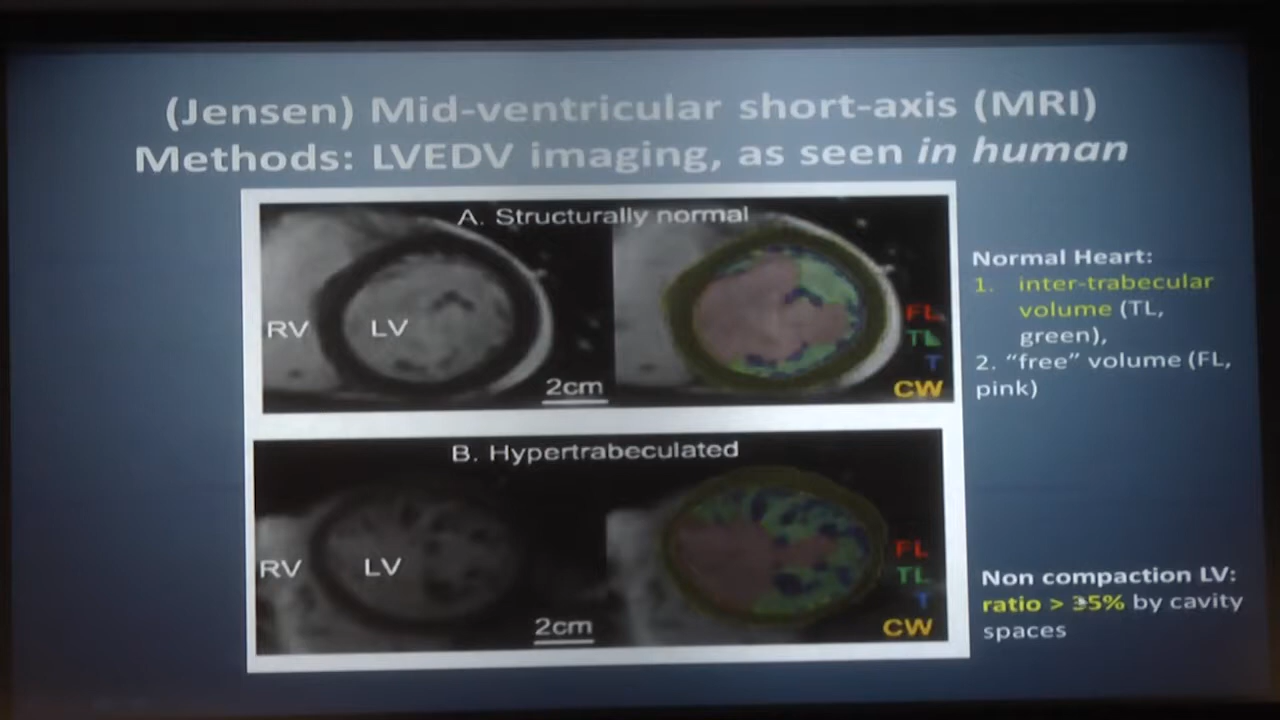 (Jensen) Mid-ventricular short-axis (MRI)
Methods: LVEDV imaging, as seen in human
A. Structurally normal
RV
LV
2cm
FL
TL
T
CW
Normal Heart:
1. inter-trabecular
volume (TL,
green),
2. “free” volume (FL,
pink)
B. Hypertrabeculated
RV
LV
2cm
FL
TL
T
CW
Non compaction LV:
ratio > 35% by cavity
spaces